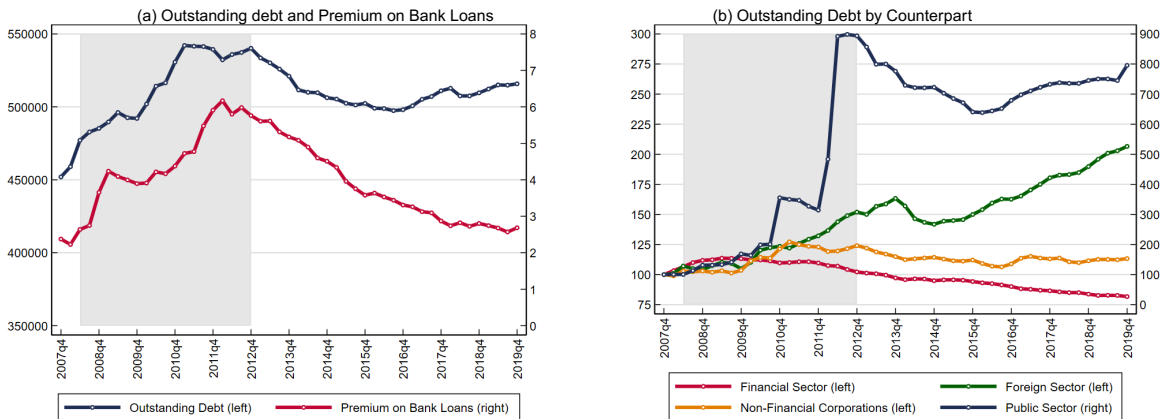 (a) Outstanding debt and Premium on Bank Loans
550000
500000
450000
400000
350000
8
7
6
5
4
3
2
1
0
2007q4
2008q4
2009q4
2010q4
2011q4
2012q4
2013q4
2014q4
2015q4
2016q4
2017q4
2018q4
2019q4
Outstanding Debt (left)
Premium on Bank Loans (right)
(b) Outstanding Debt by Counterpart
300
275
250
225
200
175
150
125
100
75
900
800
700
600
500
400
300
200
100
0
2007q4
2008q4
2009q4
2010q4
2011q4
2012q4
2013q4
2014q4
2015q4
2016q4
2017q4
2018q4
2019q4
Financial Sector (left)
Foreign Sector (left)
Non-Financial Corporations (left)
Public Sector (right)